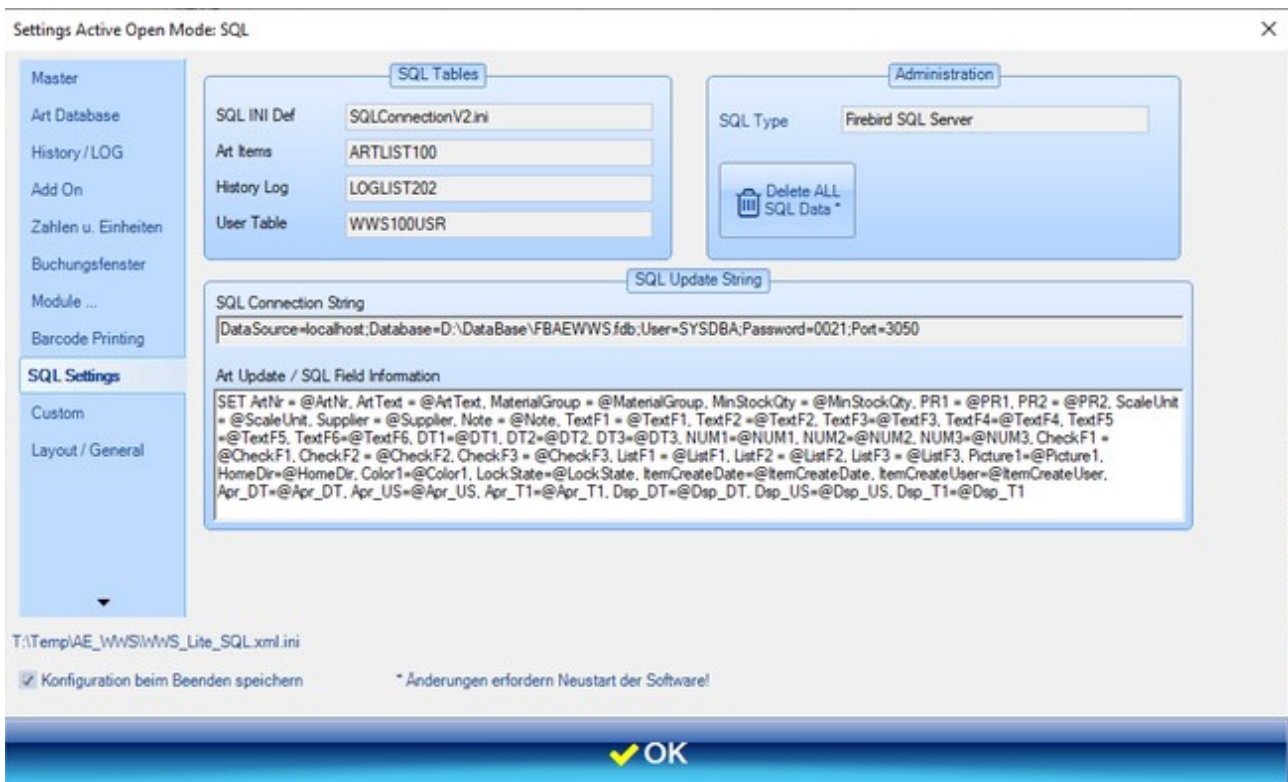 Settings Active Open Mode: SQL
Master
Art Database
History / LOG
Add On
Zahlen u. Einheiten
Buchungsfenster
Module ...
Barcode Printing
SQL Settings
Custom
Layout / General
SQL Tables
SQL INI Def
SQLConnectionV2.ini
Art Items
ARTLIST100
History Log
LOGLIST202
User Table
WWS100USR
Administration
SQL Type
Firebird SQL Server
Delete ALL
SQL Data *
SQL Update String
SQL Connection String
DataSource=localhost;Database=D:\DataBase\FBAEWWS.fdb;User=SYSDBA;Password=0021;Port=3050
Art Update / SQL Field Information
SET ArtNr = @ArtNr, ArtText = @ArtText, MaterialGroup = @MaterialGroup, MinStockQty = @MinStockQty, PR1 = @PR1, PR2 = @PR2, ScaleUnit
= @ScaleUnit, Supplier = @Supplier, Note = @Note, TextF1 = @TextF1, TextF2 =@TextF2, TextF3=@TextF3, TextF4=@TextF4, TextF5
=@TextF5, TextF6=@TextF6, DT1=@DT1, DT2=@DT2, DT3=@DT3, NUM1=@NUM1, NUM2=@NUM2, NUM3=@NUM3, CheckF1 =
@CheckF1, CheckF2 = @CheckF2, CheckF3 = @CheckF3, ListF1 = @ListF1, ListF2 = @ListF2, ListF3 = @ListF3, Picture1=@Picture1,
HomeDir=@HomeDir, Color1=@Color1, LockState=@LockState, ItemCreateDate=@ItemCreateDate, ItemCreateUser=@ItemCreateUser,
Apr_DT=@Apr_DT, Apr_US=@Apr_US, Apr_T1=@Apr_T1, Dsp_DT=@Dsp_DT, Dsp_US=@Dsp_US, Dsp_T1=@Dsp_T1
T:\Temp\AE_WWS\WWS_Lite_SQL.xml.ini
Konfiguration beim Beenden speichern
* Änderungen erfordern Neustart der Software!
OK